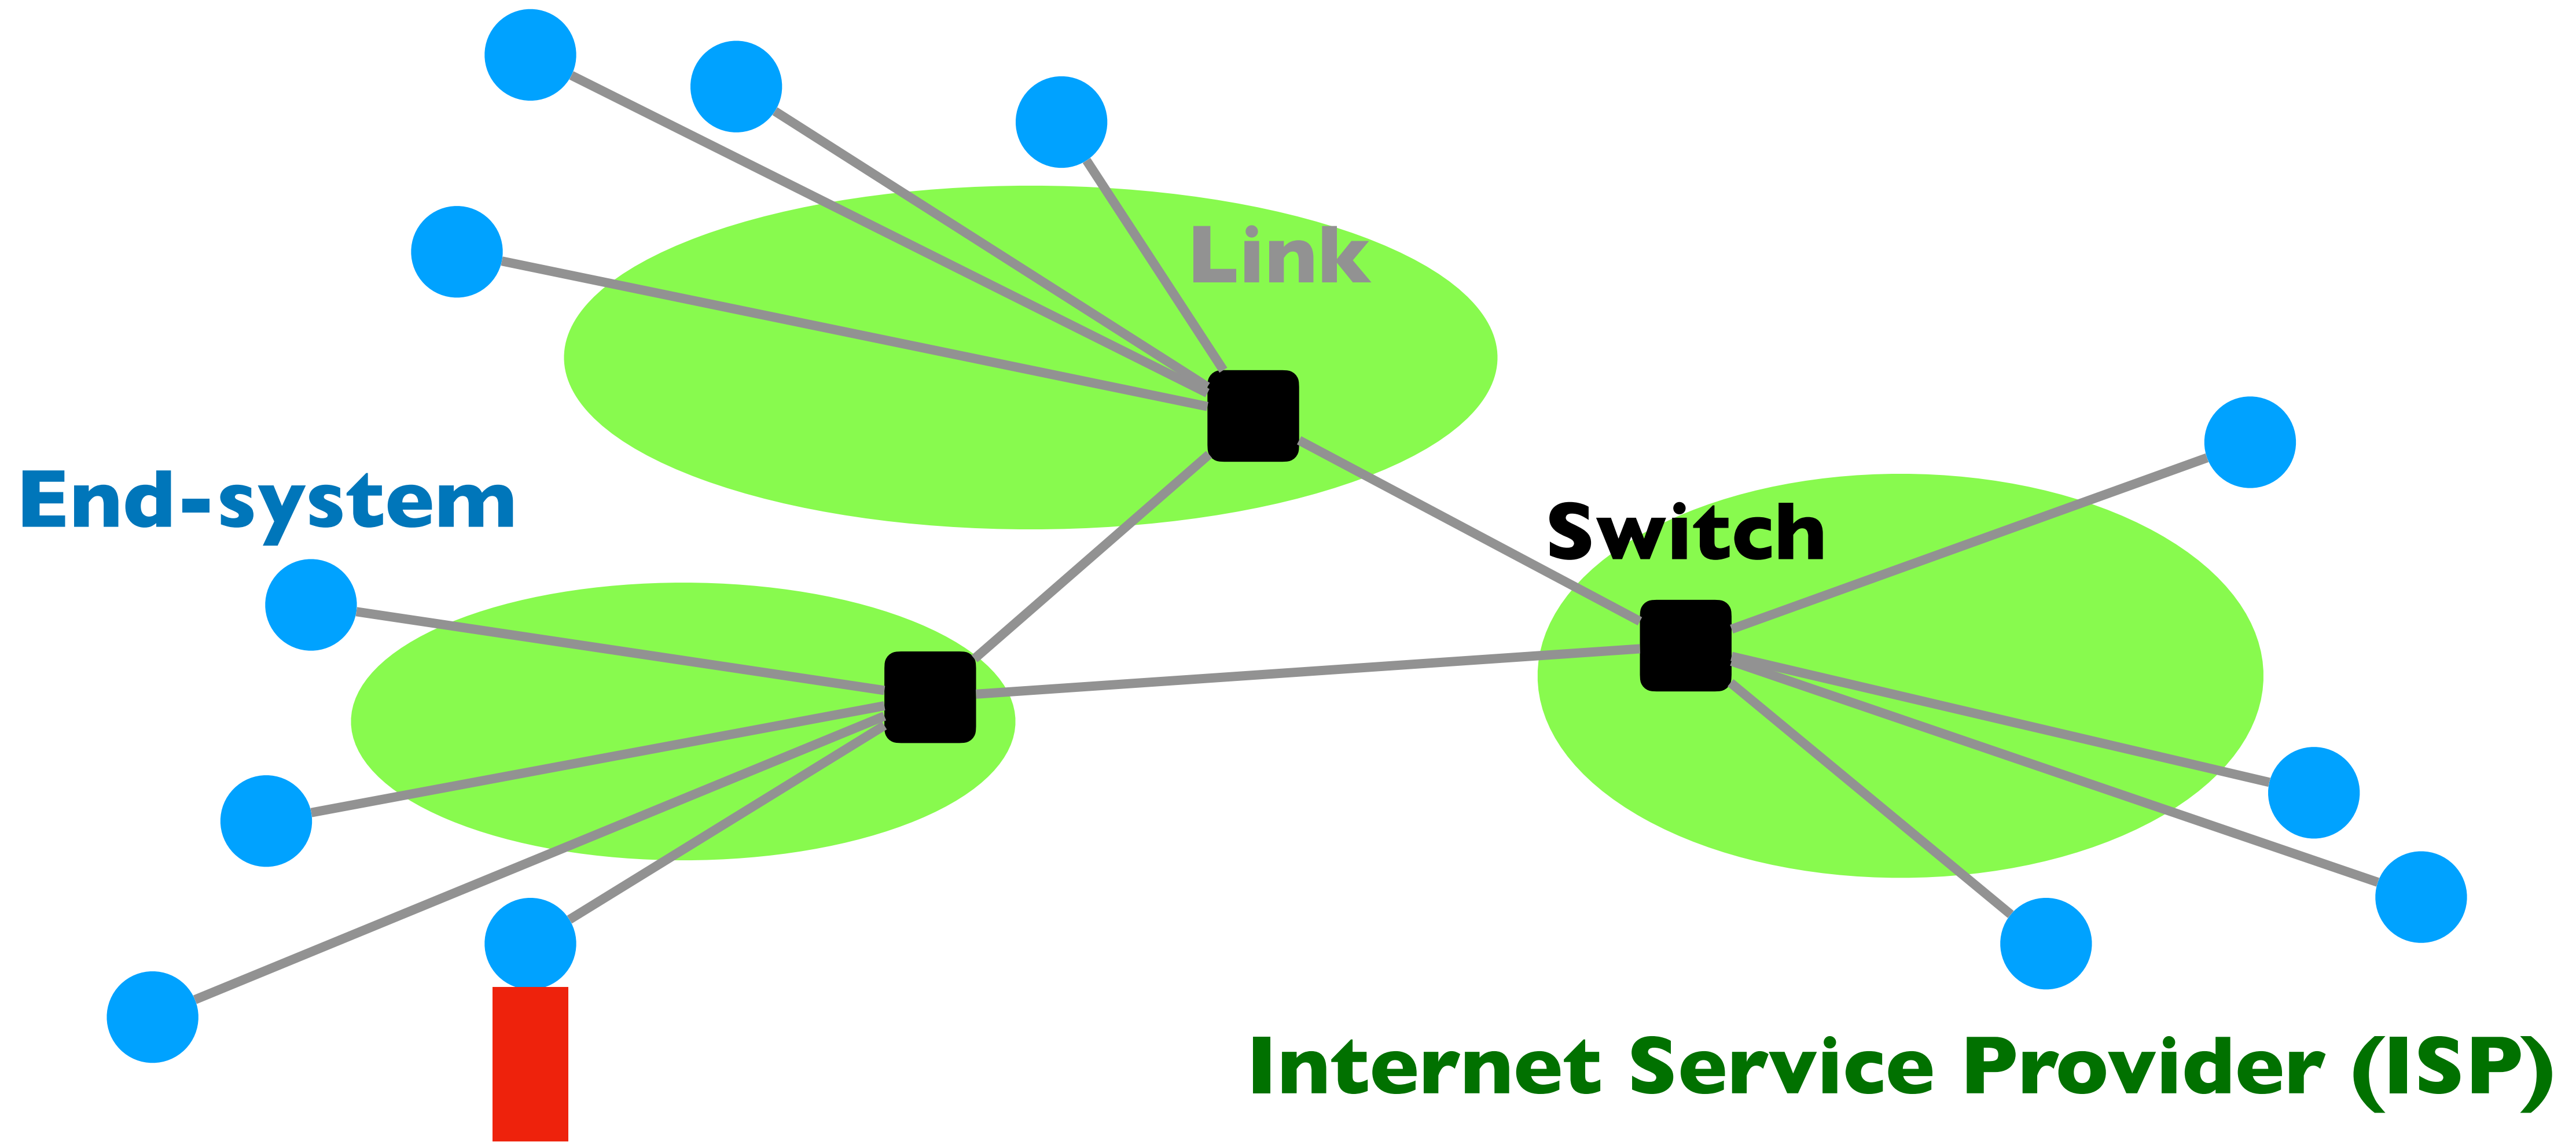 Link
End-system
Switch
Internet Service Provider (ISP)